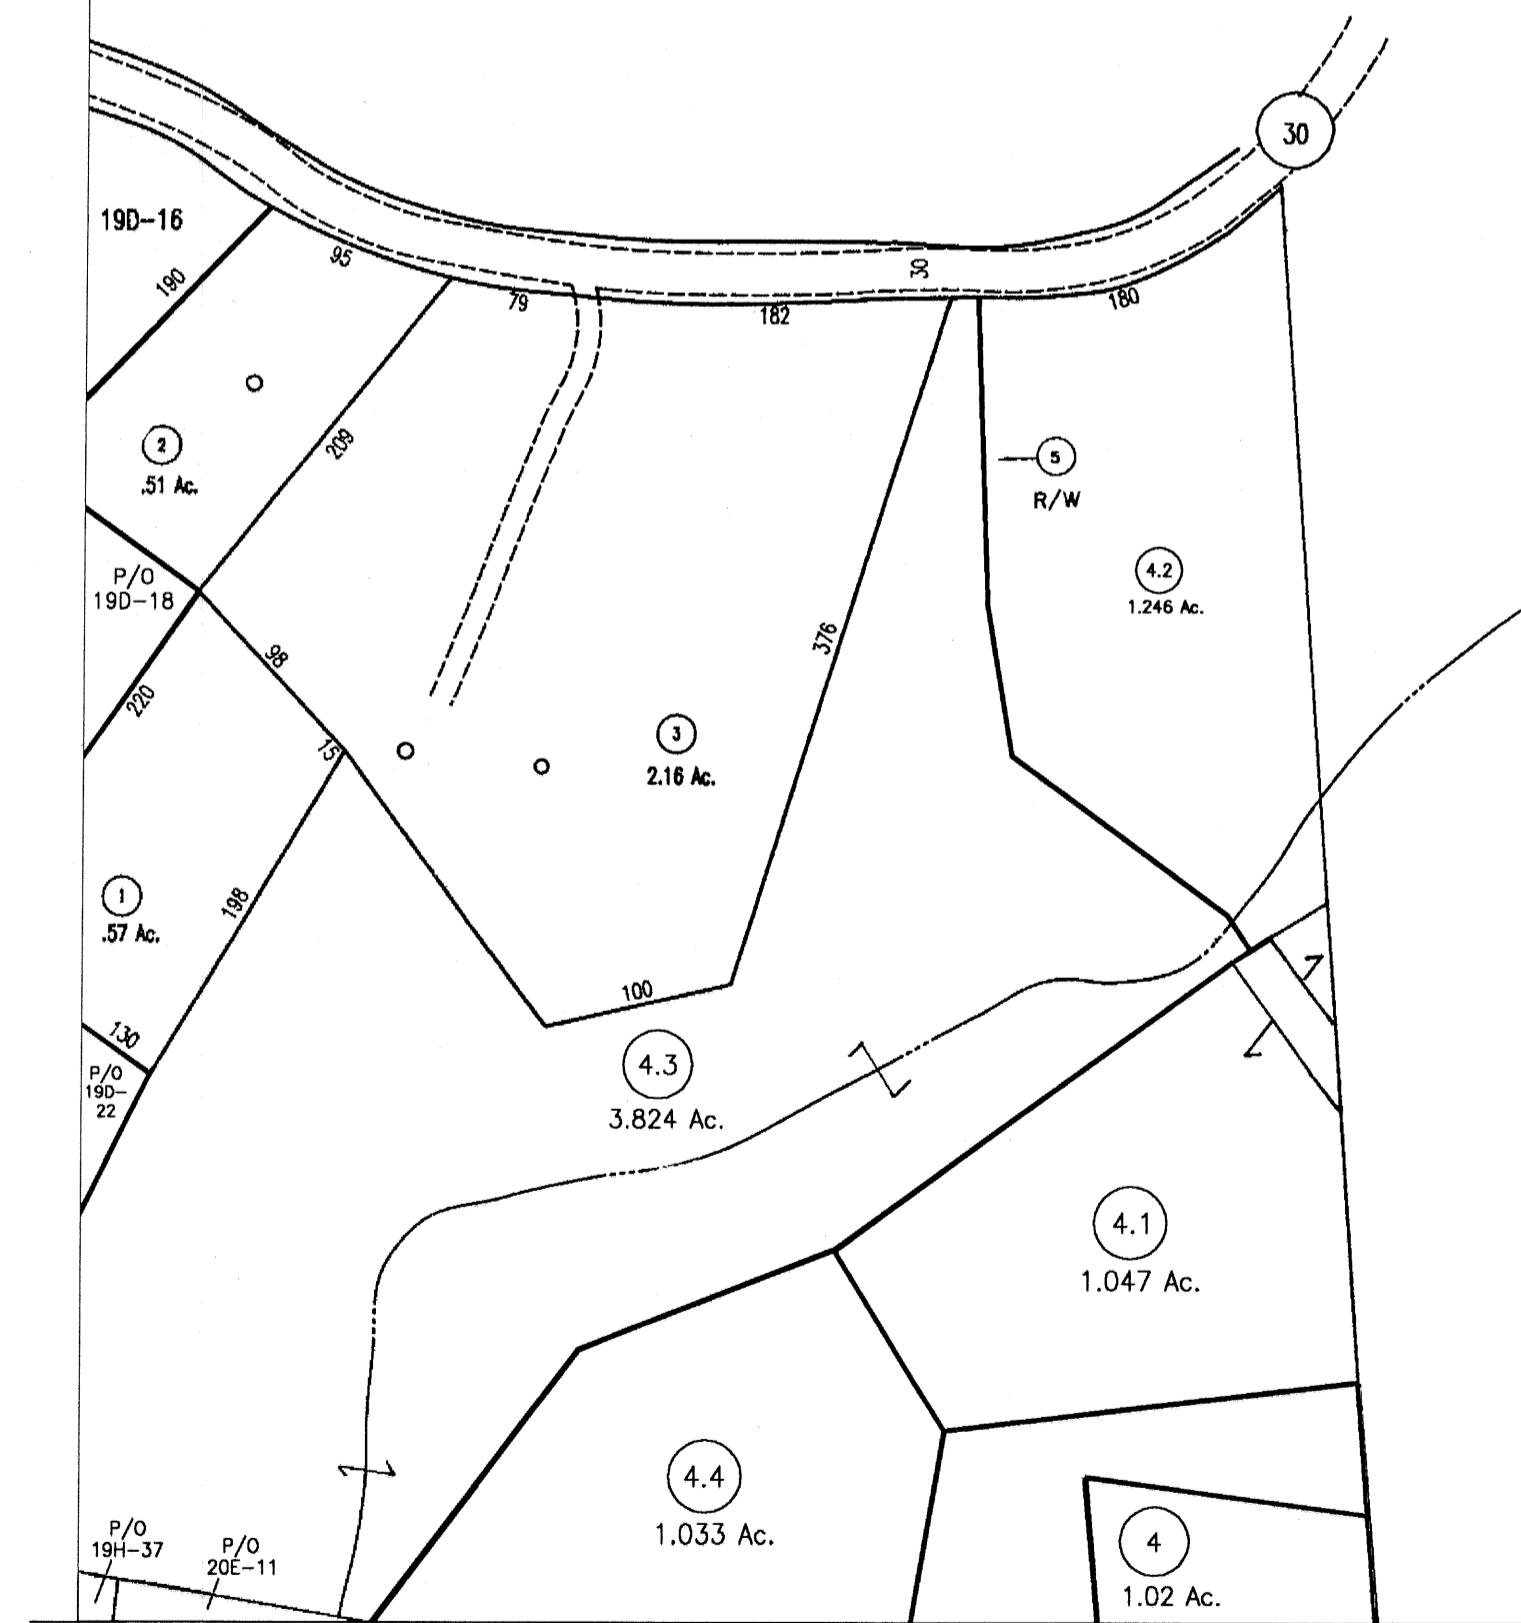 30
19D-16
190
95
79
30
182
180
2
.51 Ac.
209
5
R/W
4.2
1.246 Ac.
P/O
19D-18
98
220
376
15
3
2.16 Ac.
1
.57 Ac.
198
100
130
P/O
19D-
22
4.3
3.824 Ac.
4.1
1.047 Ac.
4.4
1.033 Ac.
P/O
19H-37
P/O
20E-11
4
1.02 Ac.